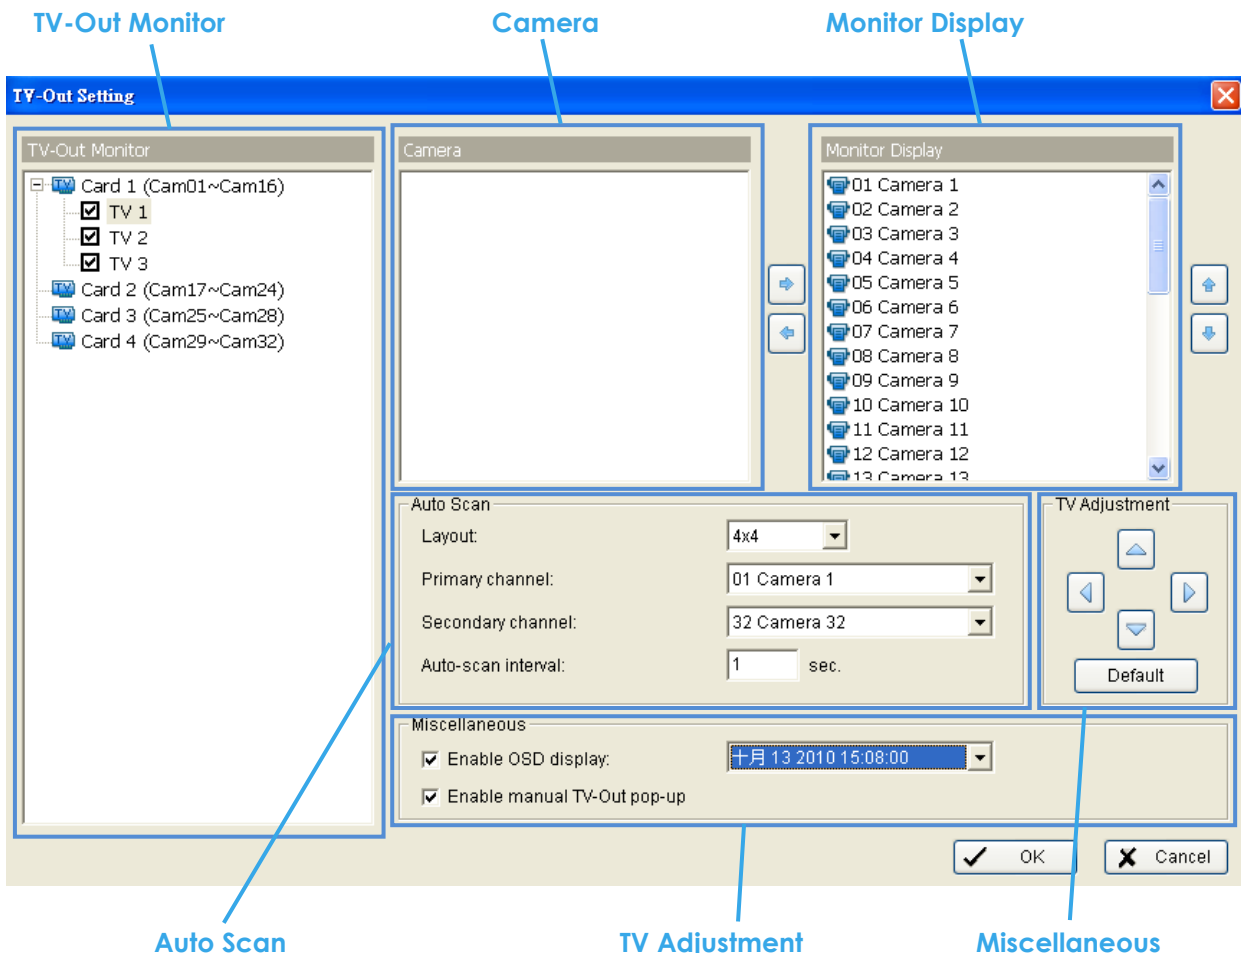 TV-Out Monitor
Camera
Monitor Display
TV-Out Setting
TV-Out Monitor
Card 1 (Cam01~Cam16)
TV 1
TV 2
TV 3
Card 2 (Cam17~Cam24)
Card 3 (Cam25~Cam28)
Card 4 (Cam29~Cam32)
Camera
Monitor Display
01 Camera 1
02 Camera 2
03 Camera 3
04 Camera 4
05 Camera 5
06 Camera 6
07 Camera 7
08 Camera 8
09 Camera 9
10 Camera 10
11 Camera 11
12 Camera 12
13 Camera 13
Auto Scan
Layout: 4x4
Primary channel: 01 Camera 1
Secondary channel: 32 Camera 32
Auto-scan interval: 1 sec.
TV Adjustment
Default
Miscellaneous
Enable OSD display: 十月 13 2010 15:08:00
Enable manual TV-Out pop-up
OK
Cancel
Auto Scan
TV Adjustment
Miscellaneous